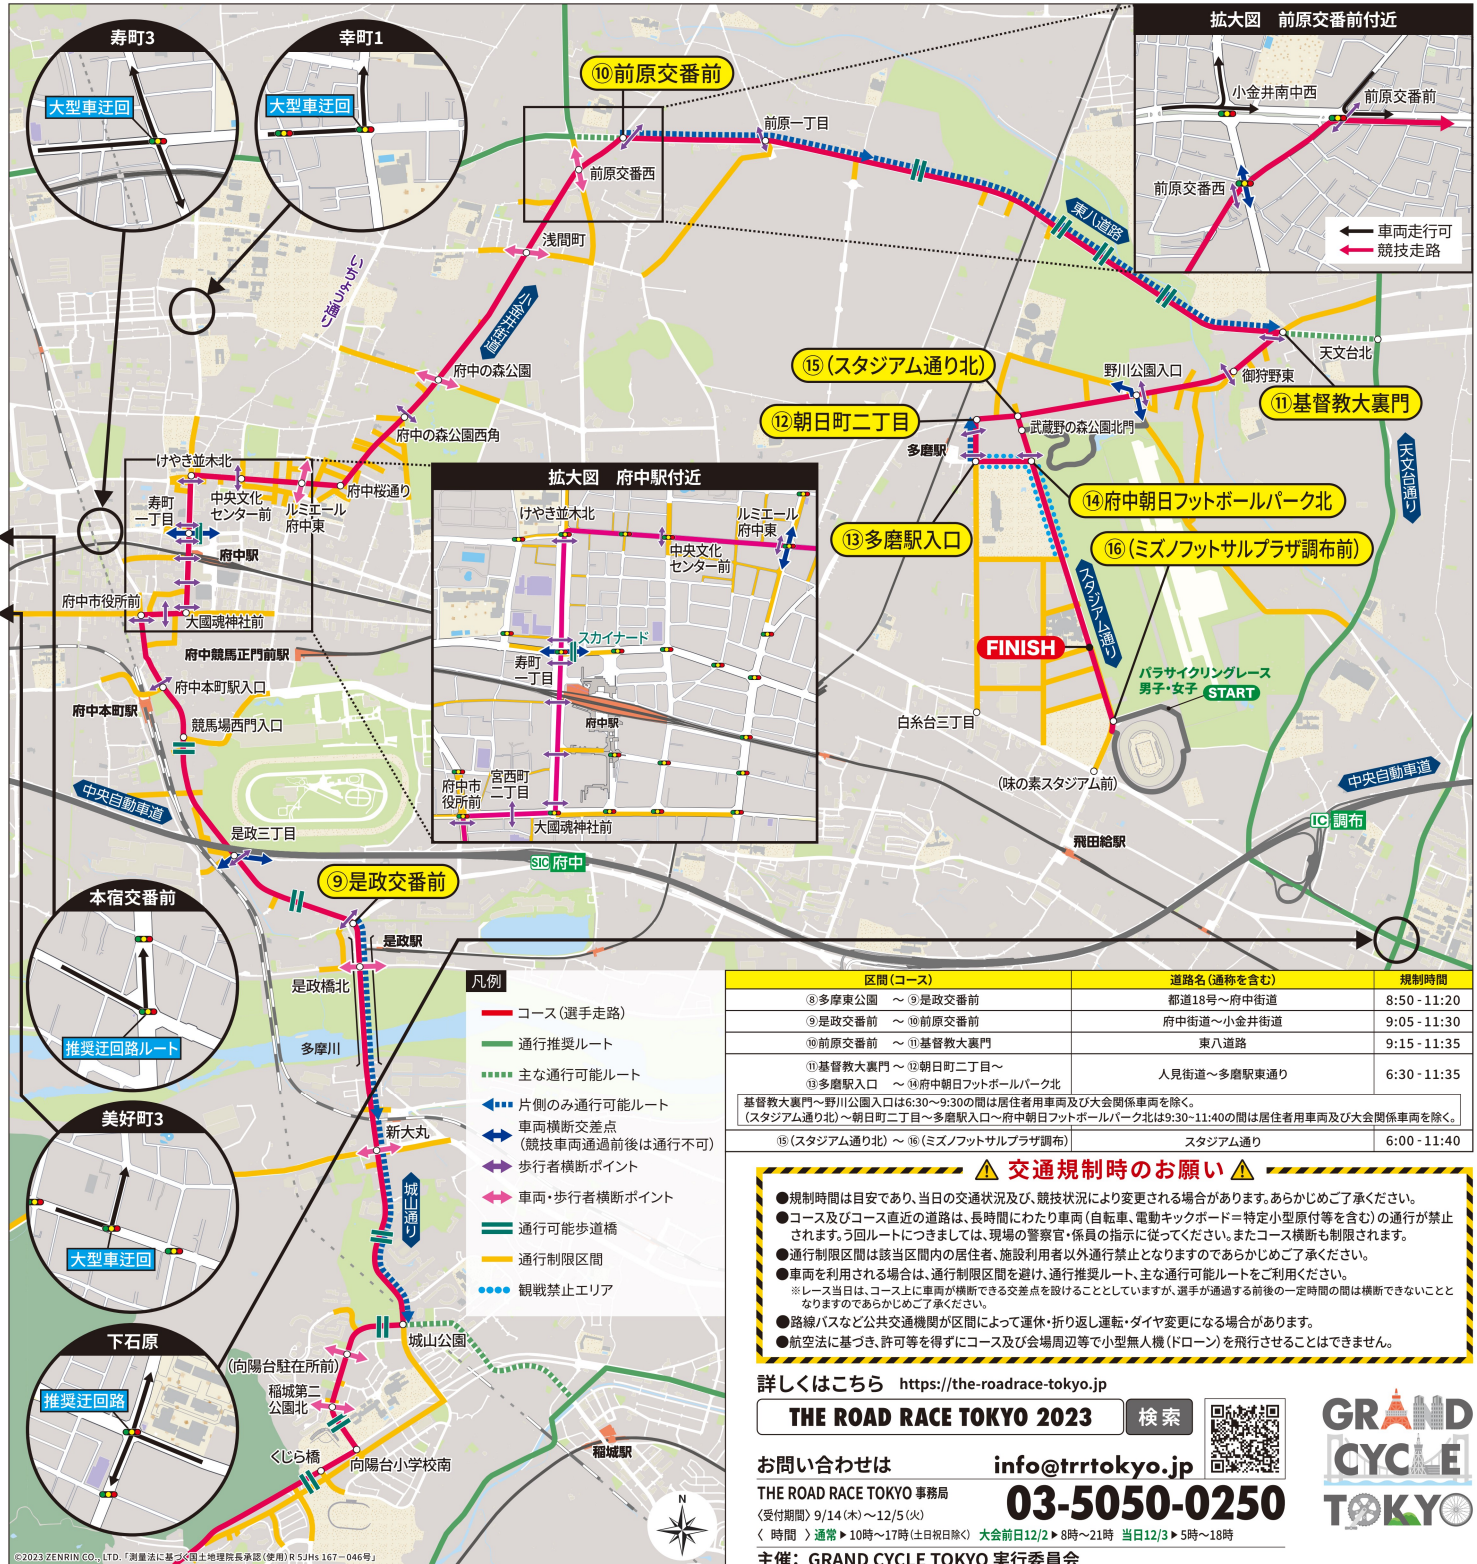 寿町3
大型車迂回
幸町1
大型車迂回
⑩前原交番前
前原一丁目
前原交番西
浅間町
いちょう通り
小金井街道
東八道路
拡大図 前原交番前付近
小金井南中西
前原交番前
前原交番西
車両走行可
競技走路
府中の森公園
府中の森公園西角
けやき並木北
中央文化
センター前
ルミエール
府中東
府中桜通り
寿町
一丁目
府中駅
府中市役所前
大國魂神社前
府中競馬正門前駅
府中本町駅入口
府中本町駅
競馬場西門入口
中央自動車道
是政三丁目
拡大図 府中駅付近
けやき並木北
ルミエール
府中東
中央文化
センター前
スカイナード
寿町
一丁目
府中駅
府中市
役所前
宮西町
二丁目
大國魂神社前
⑮(スタジアム通り北)
野川公園入口
御狩野東
天文台北
⑪基督教大裏門
⑫朝日町二丁目
武蔵野の森公園北門
多磨駅
天文台通り
⑭府中朝日フットボールパーク北
⑬多磨駅入口
⑯(ミズノフットサルプラザ調布前)
スタジアム通り
FINISH
パラサイクリングレース
男子・女子 START
白糸台三丁目
(味の素スタジアム前)
中央自動車道
IC 調布
飛田給駅
SIC 府中
⑨是政交番前
是政駅
是政橋北
多摩川
新大丸
城山通り
城山公園
(向陽台駐在所前)
稲城第二
公園北
くじら橋
向陽台小学校南
稲城駅
本宿交番前
推奨迂回路ルート
美好町3
大型車迂回
下石原
推奨迂回路
凡例
コース(選手走路)
通行推奨ルート
主な通行可能ルート
片側のみ通行可能ルート
車両横断交差点
(競技車両通過前後は通行不可)
歩行者横断ポイント
車両・歩行者横断ポイント
通行可能歩道橋
通行制限区間
観戦禁止エリア
N
区間(コース) 道路名(通称を含む) 規制時間
⑧多摩東公園 ～ ⑨是政交番前 都道18号～府中街道 8:50 - 11:20
⑨是政交番前 ～ ⑩前原交番前 府中街道～小金井街道 9:05 - 11:30
⑩前原交番前 ～ ⑪基督教大裏門 東八道路 9:15 - 11:35
⑪基督教大裏門 ～ ⑫朝日町二丁目～
⑬多磨駅入口 ～ ⑭府中朝日フットボールパーク北 人見街道～多磨駅東通り 6:30 - 11:35
基督教大裏門～野川公園入口は6:30～9:30の間は居住者用車両及び大会関係車両を除く。
(スタジアム通り北)～朝日町二丁目～多磨駅入口～府中朝日フットボールパーク北は9:30～11:40の間は居住者用車両及び大会関係車両を除く。
⑮(スタジアム通り北) ～ ⑯(ミズノフットサルプラザ調布) スタジアム通り 6:00 - 11:40
交通規制時のお願い
●規制時間は目安であり、当日の交通状況及び、競技状況により変更される場合があります。あらかじめご了承ください。
●コース及びコース直近の道路は、長時間にわたり車両(自転車、電動キックボード＝特定小型原付等を含む)の通行が禁止
されます。う回ルートにつきましては、現場の警察官・係員の指示に従ってください。またコース横断も制限されます。
●通行制限区間は該当区間内の居住者、施設利用者以外通行禁止となりますのであらかじめご了承ください。
●車両を利用される場合は、通行制限区間を避け、通行推奨ルート、主な通行可能ルートをご利用ください。
※レース当日は、コース上に車両が横断できる交差点を設けることとしていますが、選手が通過する前後の一定時間の間は横断できないことと
なりますのであらかじめご了承ください。
●路線バスなど公共交通機関が区間によって運休・折り返し運転・ダイヤ変更になる場合があります。
●航空法に基づき、許可等を得ずにコース及び会場周辺等で小型無人機(ドローン)を飛行させることはできません。
詳しくはこちら https://the-roadrace-tokyo.jp
THE ROAD RACE TOKYO 2023 検索
お問い合わせは info@trrtokyo.jp
THE ROAD RACE TOKYO 事務局 03-5050-0250
〈受付期間〉9/14(木)～12/5(火)
〈 時間 〉通常▶10時～17時(土日祝日除く) 大会前日12/2▶8時～21時 当日12/3▶5時～18時
主催：GRAND CYCLE TOKYO 実行委員会
GRAND
CYCLE
TOKYO
©2023 ZENRIN CO., LTD. 「測量法に基づく国土地理院長承認(使用)R 5JHs 167－046号」